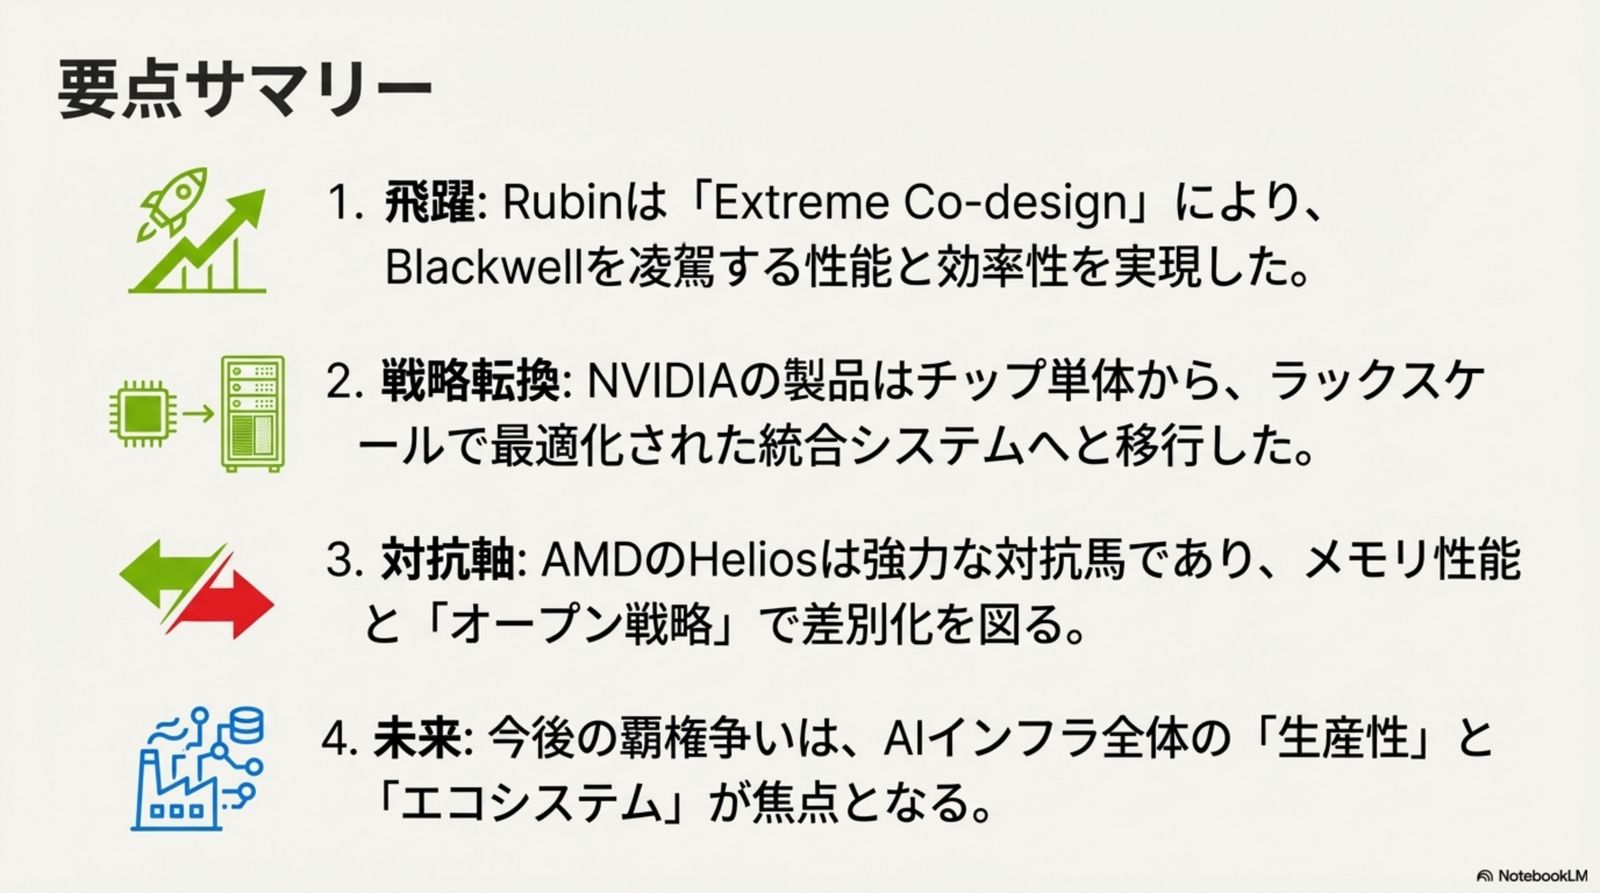 要点サマリー
1. 飛躍: Rubinは「Extreme Co-design」により、
Blackwellを凌駕する性能と効率性を実現した。
2. 戦略転換: NVIDIAの製品はチップ単体から、ラックスケ
ールで最適化された統合システムへと移行した。
3. 対抗軸: AMDのHeliosは強力な対抗馬であり、メモリ性能
と「オープン戦略」で差別化を図る。
4. 未来: 今後の覇権争いは、AIインフラ全体の「生産性」と
「エコシステム」が焦点となる。
NotebookLM